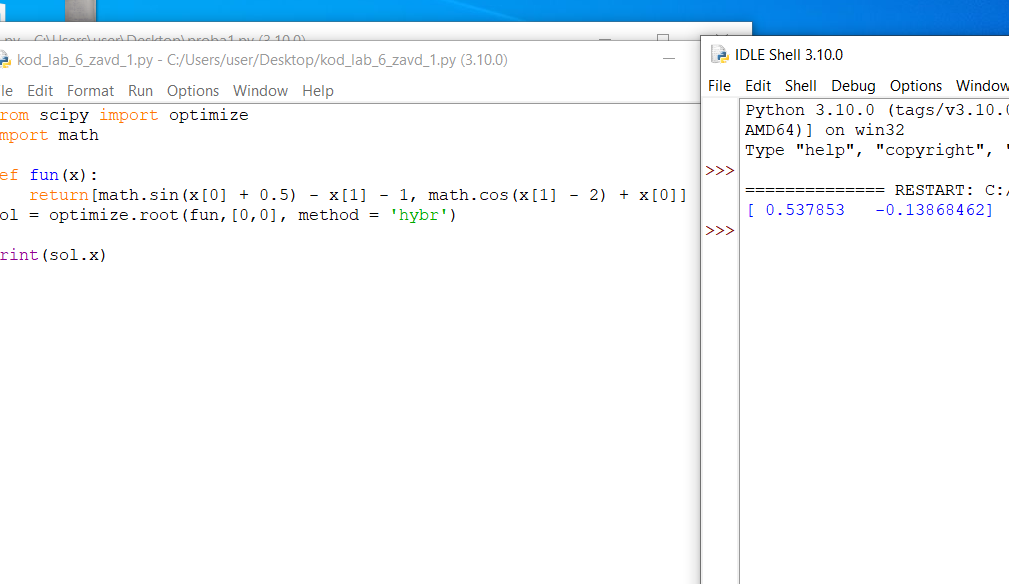 .py - C:\Users\user\Desktop\proba1.py (3.10.0)
kod_lab_6_zavd_1.py - C:/Users/user/Desktop/kod_lab_6_zavd_1.py (3.10.0)
le Edit Format Run Options Window Help
rom scipy import optimize
mport math
ef fun(x):
return[math.sin(x[0] + 0.5) - x[1] - 1, math.cos(x[1] - 2) + x[0]]
ol = optimize.root(fun,[0,0], method = 'hybr')
rint(sol.x)
IDLE Shell 3.10.0
File Edit Shell Debug Options Window
Python 3.10.0 (tags/v3.10.0
AMD64)] on win32
Type "help", "copyright", "
>>>
============== RESTART: C:/
[ 0.537853   -0.13868462]
>>>